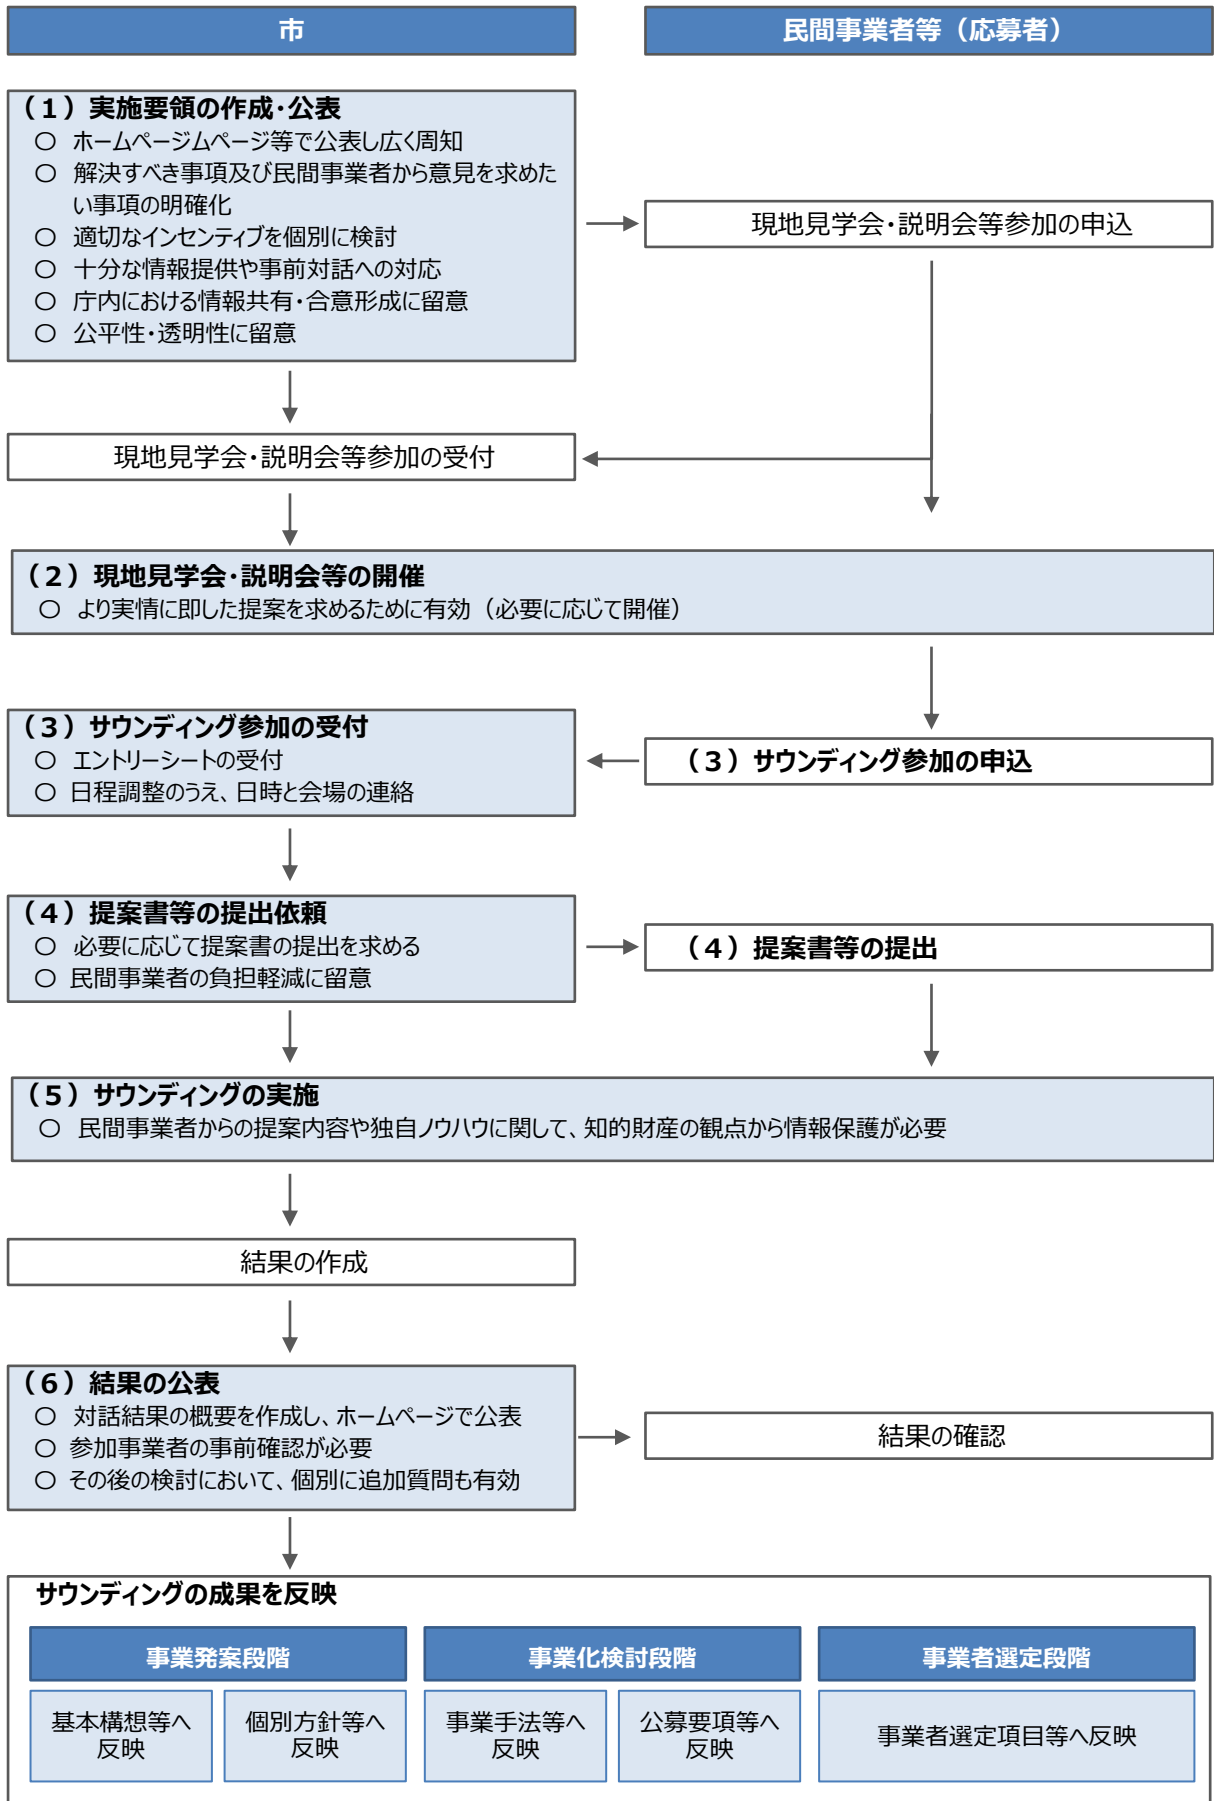 市
民間事業者等（応募者）
（１）実施要領の作成・公表
○ ホームページムページ等で公表し広く周知
○ 解決すべき事項及び民間事業者から意見を求めた
い事項の明確化
○ 適切なインセンティブを個別に検討
○ 十分な情報提供や事前対話への対応
○ 庁内における情報共有・合意形成に留意
○ 公平性・透明性に留意
現地見学会・説明会等参加の申込
現地見学会・説明会等参加の受付
（２）現地見学会・説明会等の開催
○ より実情に即した提案を求めるために有効（必要に応じて開催）
（３）サウンディング参加の受付
○ エントリーシートの受付
○ 日程調整のうえ、日時と会場の連絡
（３）サウンディング参加の申込
（４）提案書等の提出依頼
○ 必要に応じて提案書の提出を求める
○ 民間事業者の負担軽減に留意
（４）提案書等の提出
（５）サウンディングの実施
○ 民間事業者からの提案内容や独自ノウハウに関して、知的財産の観点から情報保護が必要
結果の作成
（６）結果の公表
○ 対話結果の概要を作成し、ホームページで公表
○ 参加事業者の事前確認が必要
○ その後の検討において、個別に追加質問も有効
結果の確認
サウンディングの成果を反映
事業発案段階
事業化検討段階
事業者選定段階
基本構想等へ
反映
個別方針等へ
反映
事業手法等へ
反映
公募要項等へ
反映
事業者選定項目等へ反映